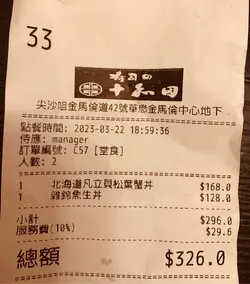 33
壽司の
十和田
尖沙咀金馬倫道42號華懋金馬倫中心地下
點餐時間: 2023-03-22 18:59:36
侍應: manager
訂單編號: C57 [堂食]
人數: 2
1 北海道凡立貝松葉蟹丼 $168.0
1 雜錦魚生丼 $128.0
小計 $296.0
服務費(10%) $29.6
總額 $326.0